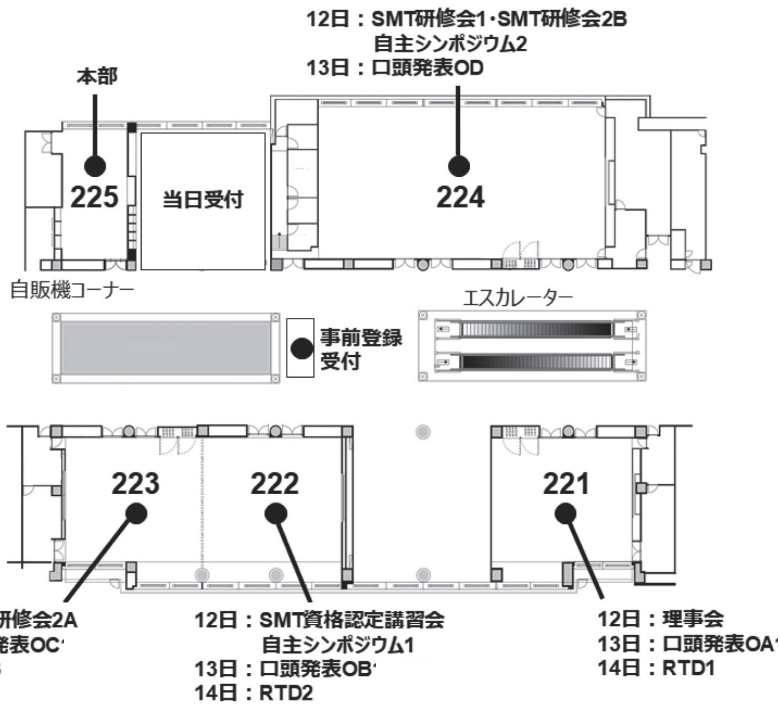 12日：SMT研修会1・SMT研修会2B
自主シンポジウム2
13日：口頭発表OD
本部
225
当日受付
224
自販機コーナー
エスカレーター
事前登録
受付
223
222
221
研修会2A
発表OC
12日：SMT資格認定講習会
自主シンポジウム1
13日：口頭発表OB
14日：RTD2
12日：理事会
13日：口頭発表OA
14日：RTD1